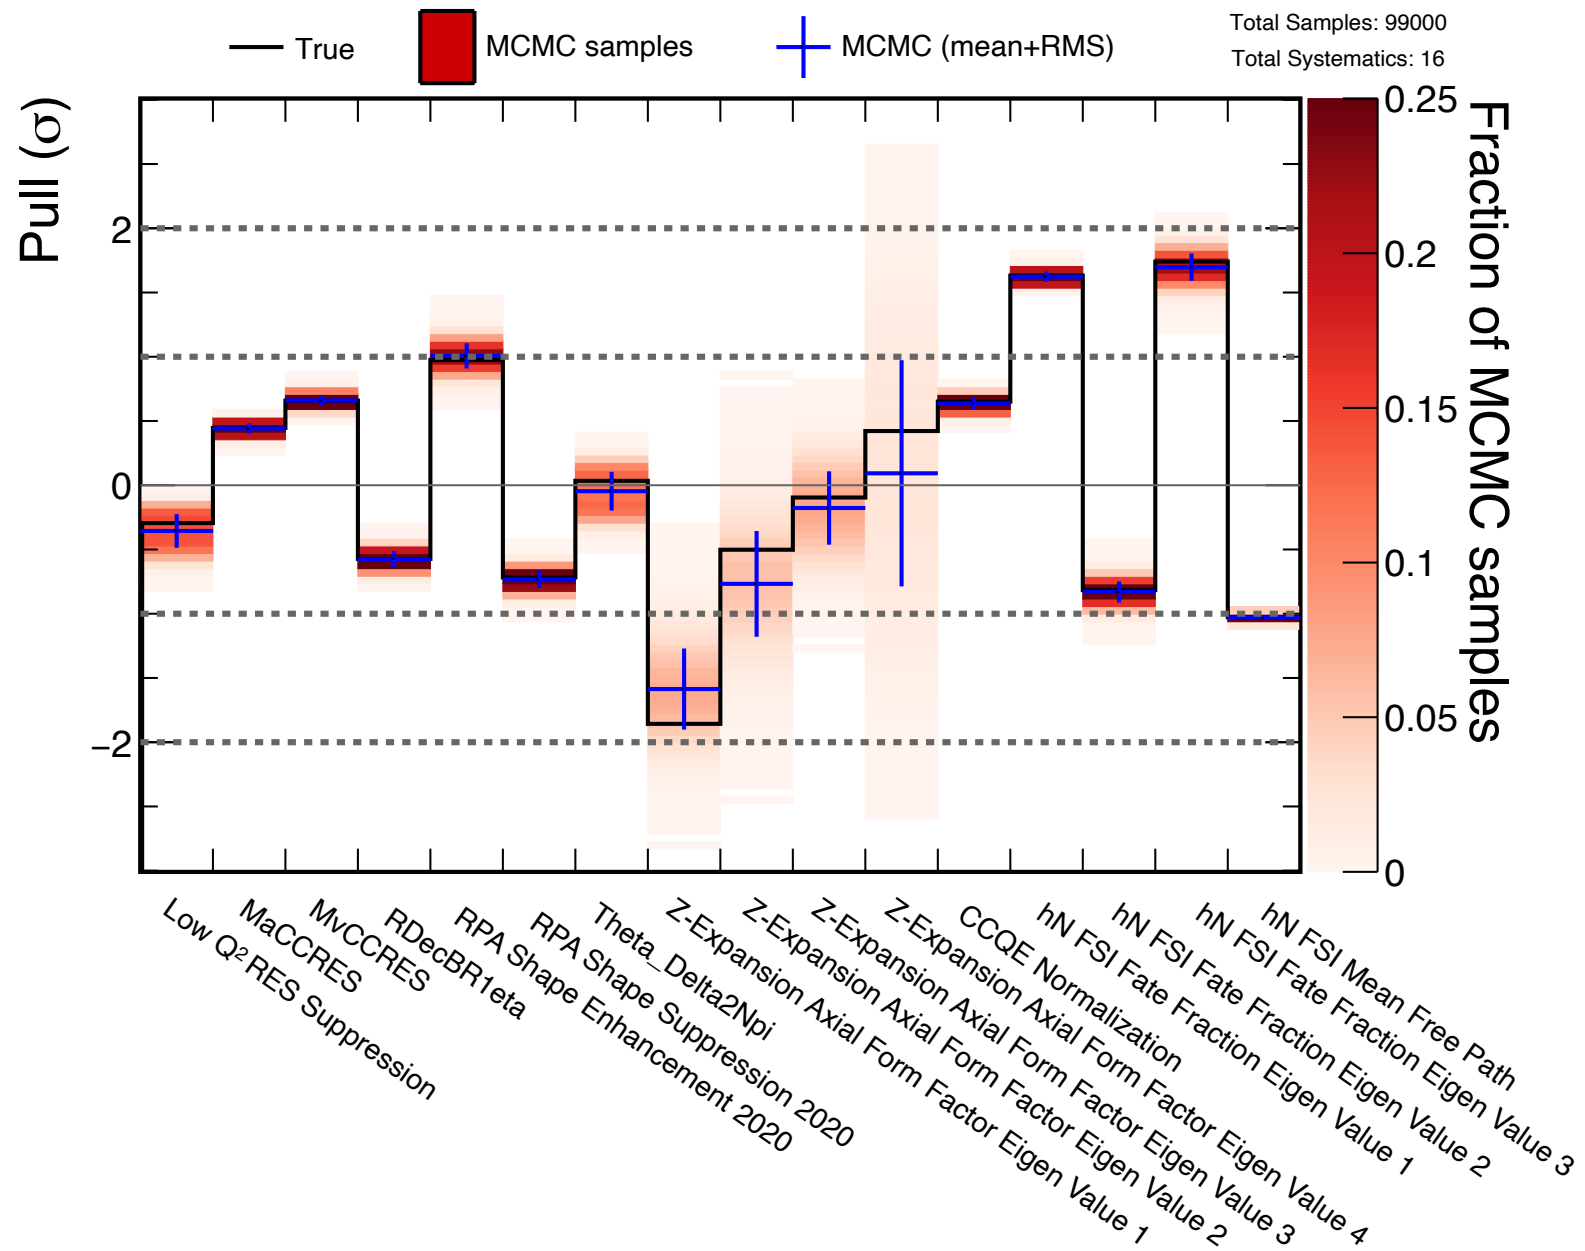 True
MCMC samples
MCMC (mean+RMS)
Total Samples: 99000
Total Systematics: 16
Pull (σ)
2
0
−2
0.25
0.2
0.15
0.1
0.05
0
Fraction of MCMC samples
Low Q² RES Suppression
MaCCRES
MvCCRES
RDecBR1eta
RPA Shape Enhancement 2020
RPA Shape Suppression 2020
Theta_Delta2Npi
Z-Expansion Axial Form Factor Eigen Value 1
Z-Expansion Axial Form Factor Eigen Value 2
Z-Expansion Axial Form Factor Eigen Value 3
Z-Expansion Axial Form Factor Eigen Value 4
CCQE Normalization
hN FSI Fate Fraction Eigen Value 1
hN FSI Fate Fraction Eigen Value 2
hN FSI Fate Fraction Eigen Value 3
hN FSI Mean Free Path